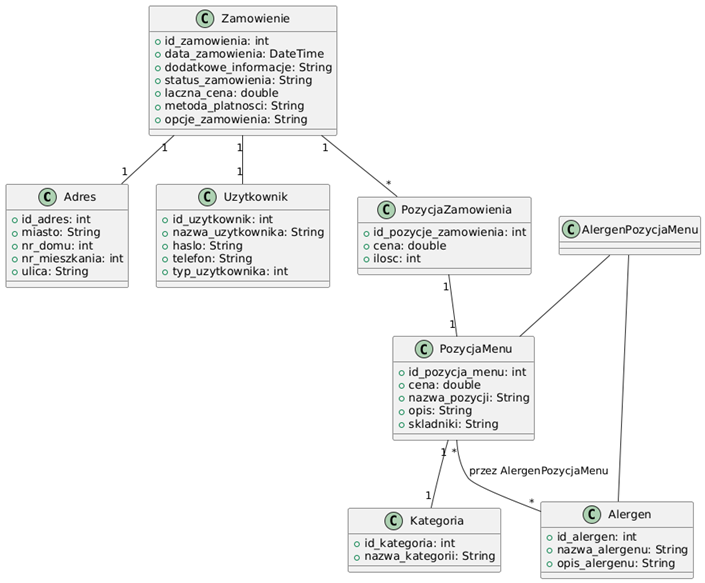 C Zamowienie
id_zamowienia: int
data_zamowienia: DateTime
dodatkowe_informacje: String
status_zamowienia: String
laczna_cena: double
metoda_platnosci: String
opcje_zamowienia: String
1 1 1
1 1 *
C Adres
id_adres: int
miasto: String
nr_domu: int
nr_mieszkania: int
ulica: String
C Uzytkownik
id_uzytkownik: int
nazwa_uzytkownika: String
haslo: String
telefon: String
typ_uzytkownika: int
C PozycjaZamowienia
id_pozycje_zamowienia: int
cena: double
ilosc: int
C AlergenPozycjaMenu
1
1
C PozycjaMenu
id_pozycja_menu: int
cena: double
nazwa_pozycji: String
opis: String
skladniki: String
1 *
przez AlergenPozycjaMenu
1 *
C Kategoria
id_kategoria: int
nazwa_kategorii: String
C Alergen
id_alergen: int
nazwa_alergenu: String
opis_alergenu: String